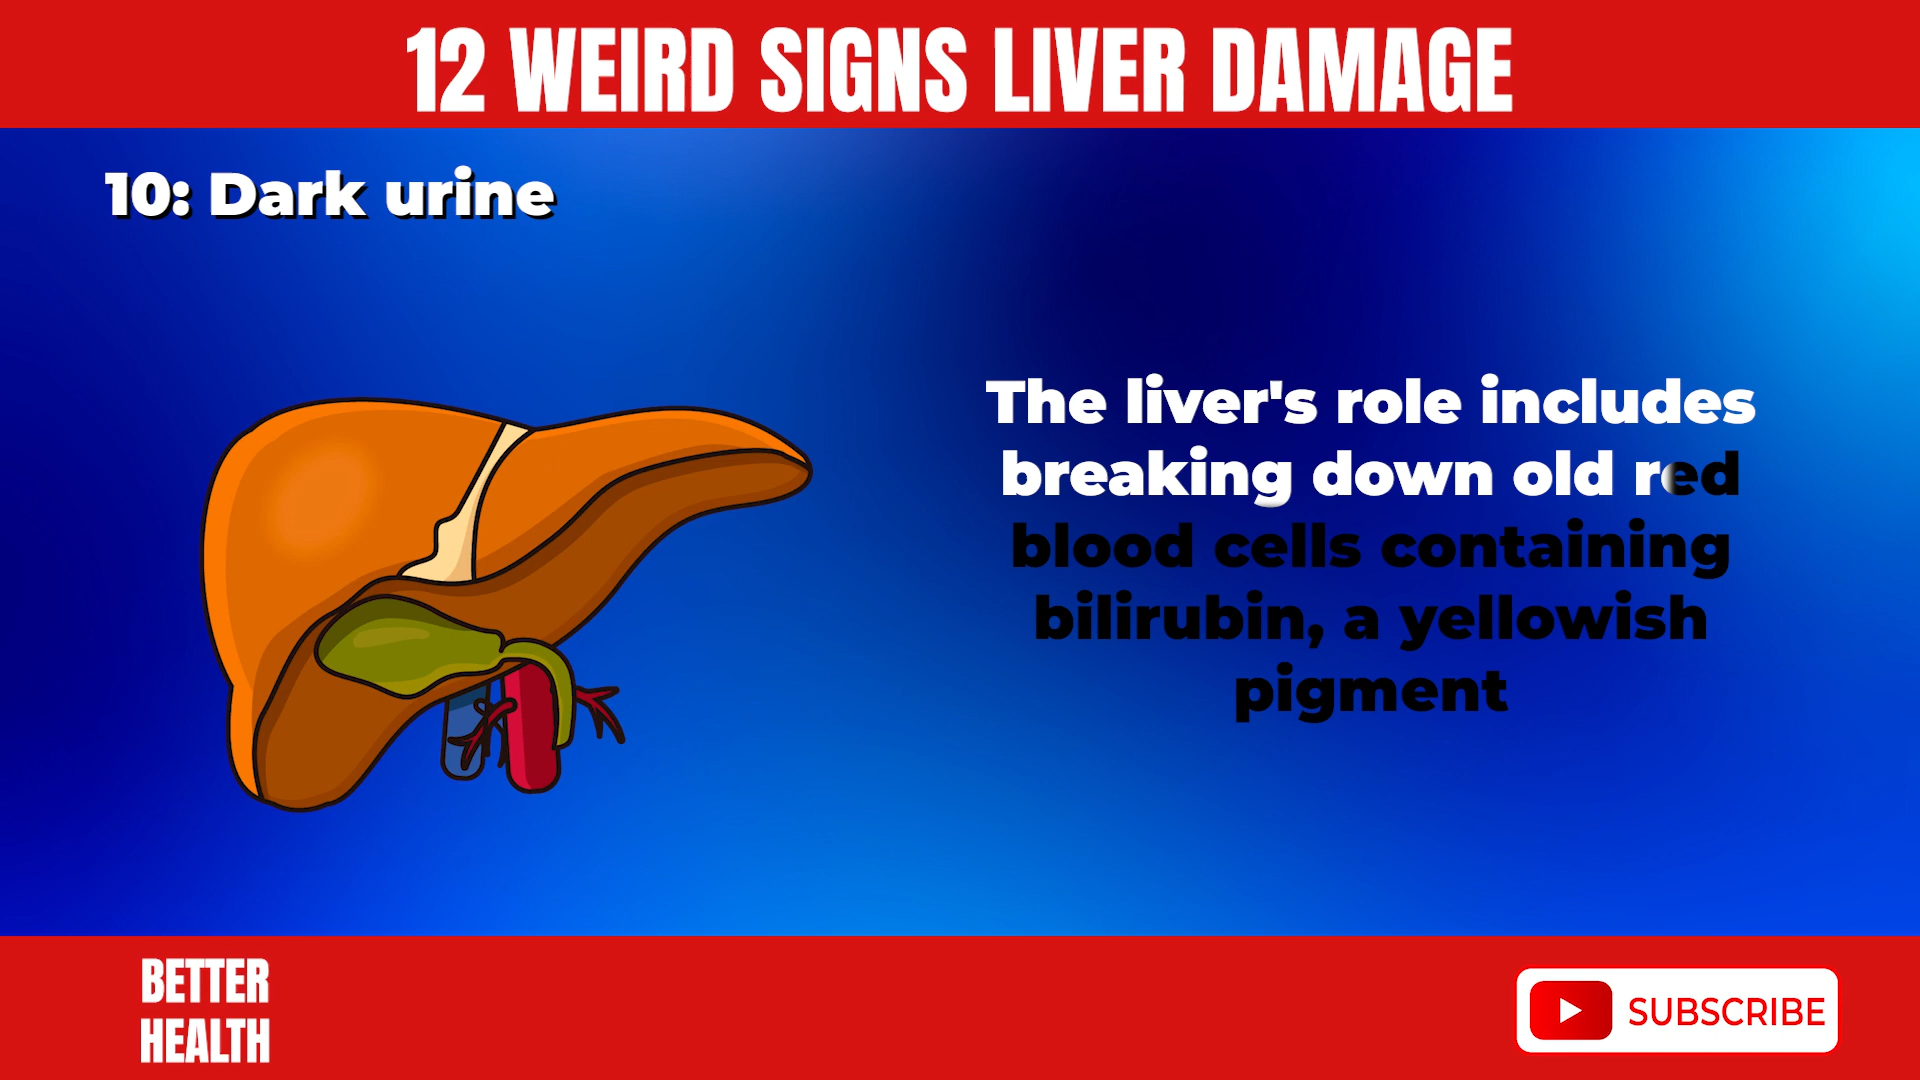 12 WEIRD SIGNS LIVER DAMAGE
10: Dark urine
The liver's role includes
breaking down old red
blood cells containing
bilirubin, a yellowish
pigment
BETTER
HEALTH
SUBSCRIBE